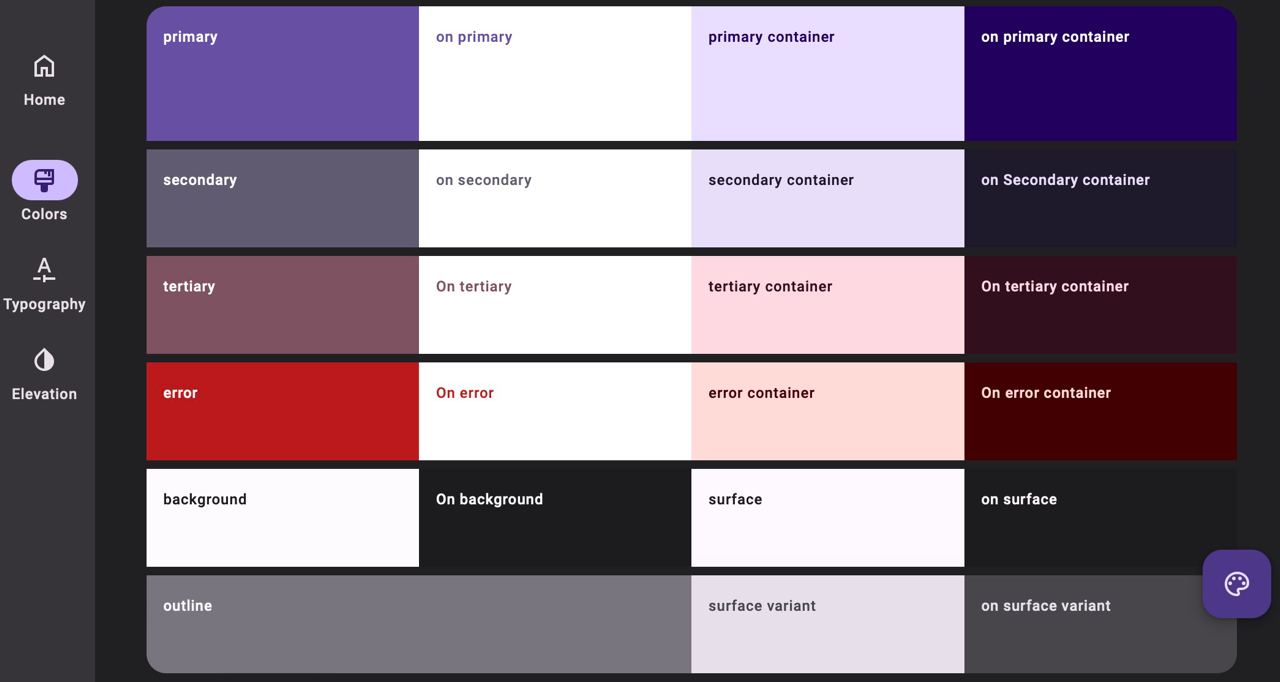 Home
Colors
Typography
Elevation
primary
on primary
primary container
on primary container
secondary
on secondary
secondary container
on Secondary container
tertiary
On tertiary
tertiary container
On tertiary container
error
On error
error container
On error container
background
On background
surface
on surface
outline
surface variant
on surface variant